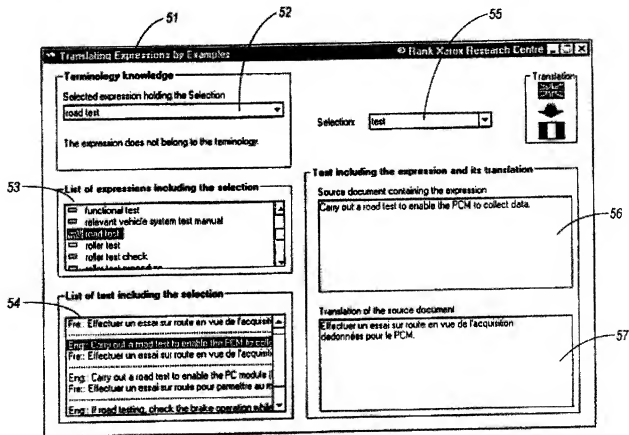 51
52
55
Translating Expressions by Examples © Rank Xerox Research Centre
Terminology knowledge
Selected expression holding the Selection
road test
The expression does not belong to the terminology.
Selection: test
Translation
53
List of expressions including the selection
functional test
relevant vehicle system test manual
road test
roller test
roller test check
roller test procedure
54
List of test including the selection
Fre: Effectuer un essai sur route en vue de l'acquisiti
Eng: Carry out a road test to enable the PCM to colle
Fre: Effectuer un essai sur route en vue de l'acquisiti
Eng: Carry out a road test to enable the PC module (
Fre: Effectuer un essai sur route pour permettre au m
Eng: If road testing, check the brake operation while
Test including the expression and its translation
Source document containing the expression
Carry out a road test to enable the PCM to collect data.
56
Translation of the source document
Effectuer un essai sur route en vue de l'acquisition
dedonnées pour le PCM.
57